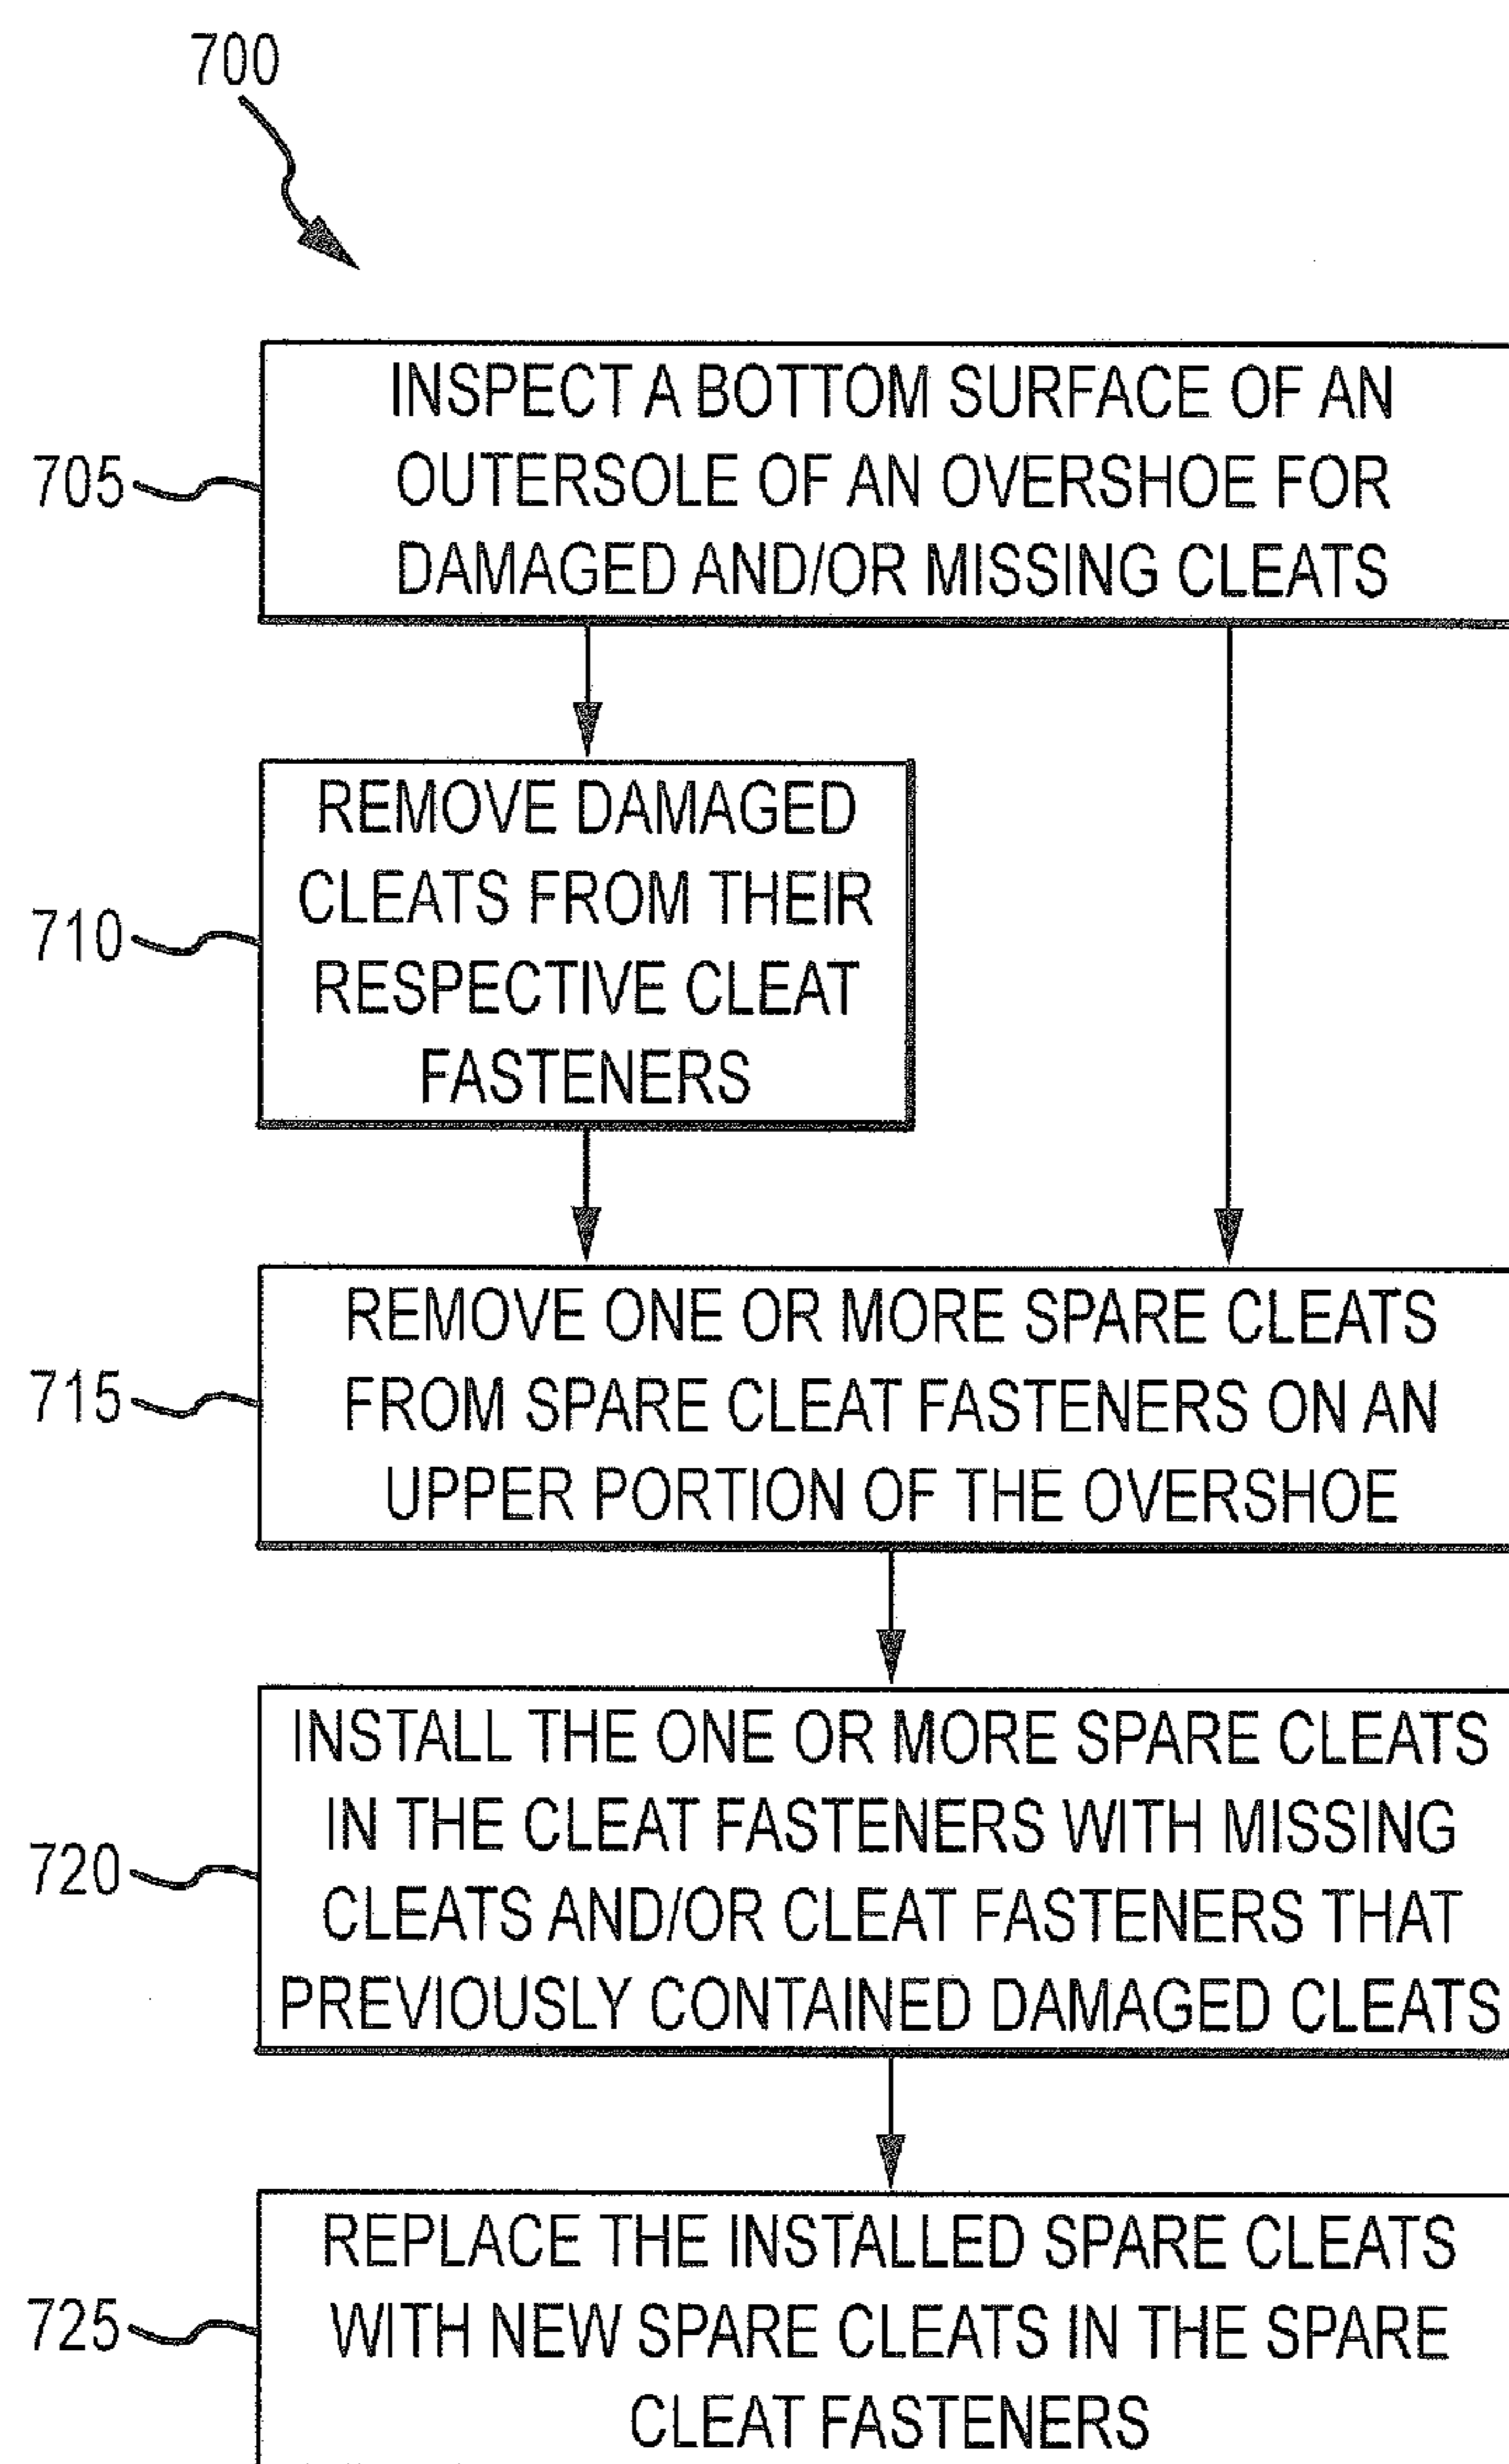 700
705
INSPECT A BOTTOM SURFACE OF AN
OUTERSOLE OF AN OVERSHOE FOR
DAMAGED AND/OR MISSING CLEATS
710
REMOVE DAMAGED
CLEATS FROM THEIR
RESPECTIVE CLEAT
FASTENERS
715
REMOVE ONE OR MORE SPARE CLEATS
FROM SPARE CLEAT FASTENERS ON AN
UPPER PORTION OF THE OVERSHOE
720
INSTALL THE ONE OR MORE SPARE CLEATS
IN THE CLEAT FASTENERS WITH MISSING
CLEATS AND/OR CLEAT FASTENERS THAT
PREVIOUSLY CONTAINED DAMAGED CLEATS
725
REPLACE THE INSTALLED SPARE CLEATS
WITH NEW SPARE CLEATS IN THE SPARE
CLEAT FASTENERS